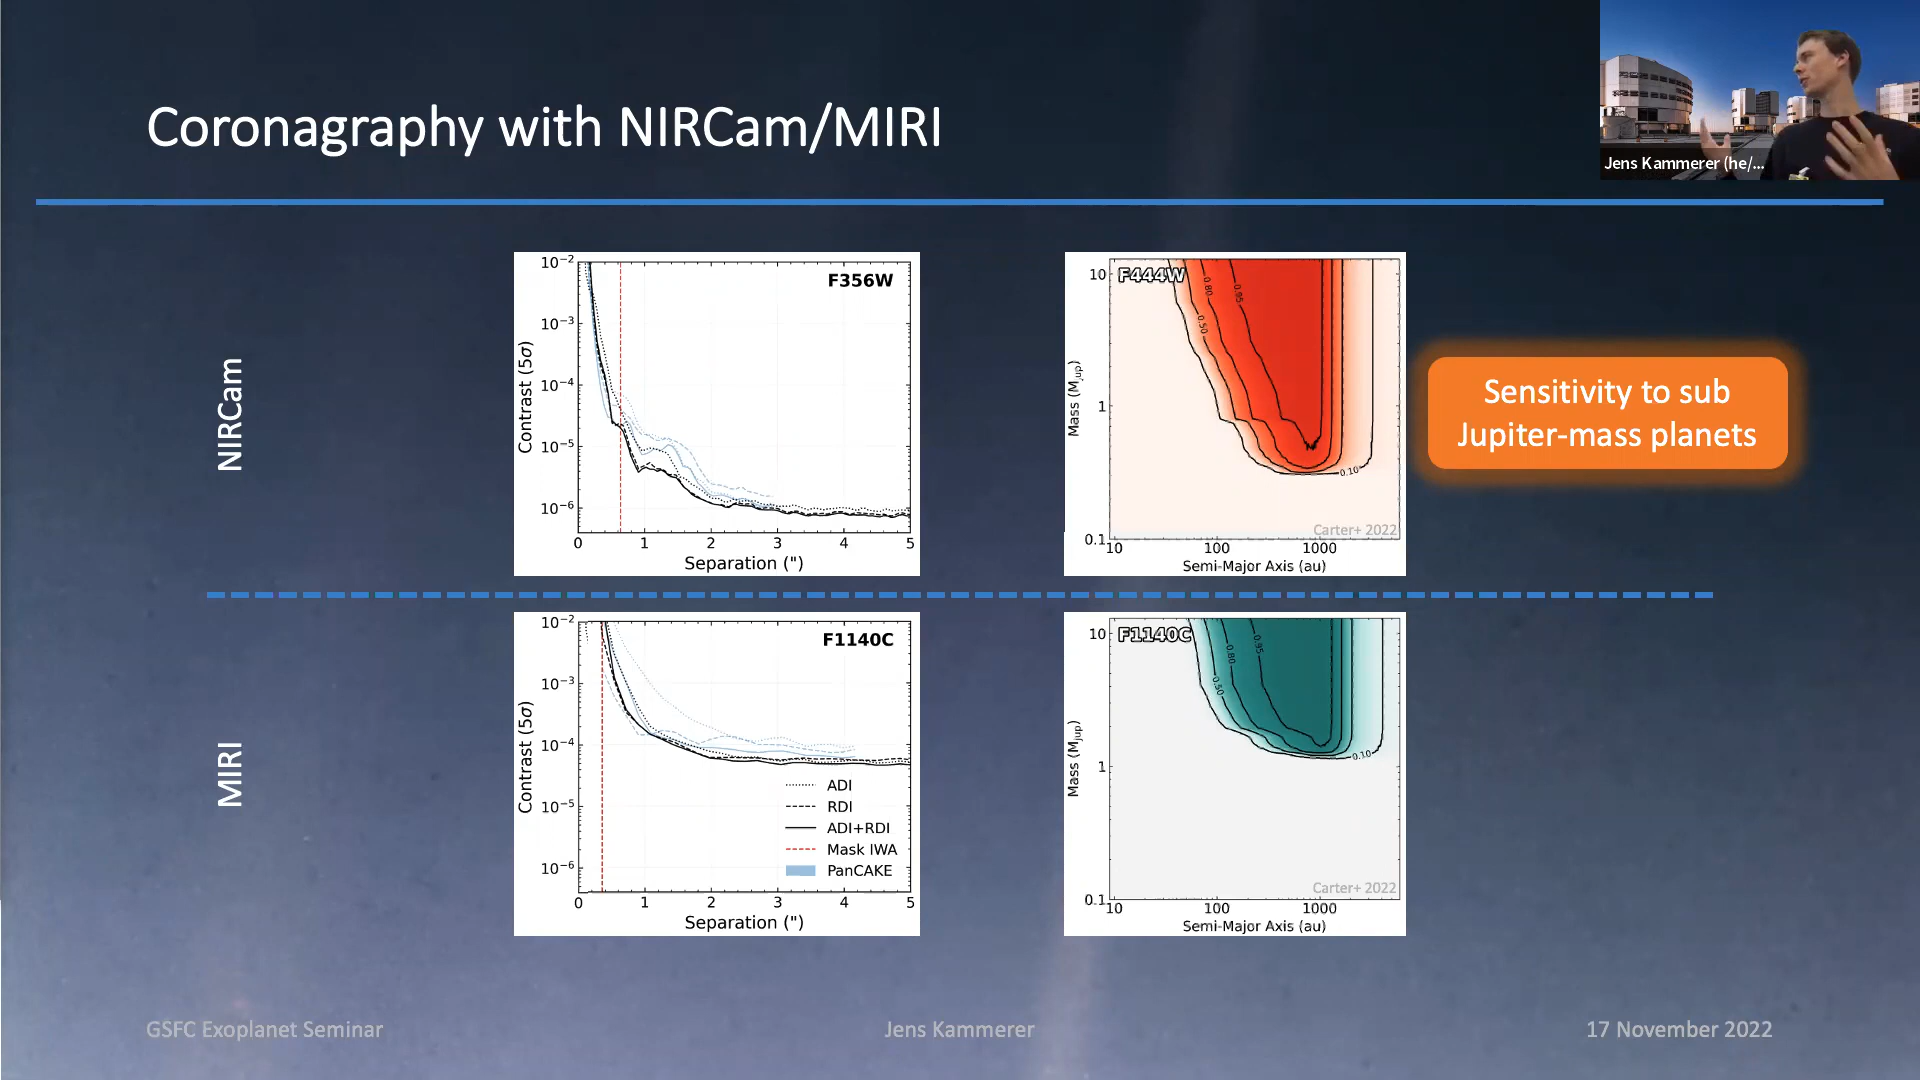 Coronagraphy with NIRCam/MIRI
Jens Kammerer (he/...
NIRCam
10⁻²
10⁻³
10⁻⁴
10⁻⁵
10⁻⁶
Contrast (5σ)
F356W
0 1 2 3 4 5
Separation (")
F444W
10
1
0.1
Mass (M_jup)
0.50
0.80
0.95
0.10
Carter+ 2022
10 100 1000
Semi-Major Axis (au)
Sensitivity to sub
Jupiter-mass planets
MIRI
10⁻²
10⁻³
10⁻⁴
10⁻⁵
10⁻⁶
Contrast (5σ)
F1140C
ADI
RDI
ADI+RDI
Mask IWA
PanCAKE
0 1 2 3 4 5
Separation (")
F1140C
10
1
0.1
Mass (M_jup)
0.50
0.80
0.95
0.10
Carter+ 2022
10 100 1000
Semi-Major Axis (au)
GSFC Exoplanet Seminar
Jens Kammerer
17 November 2022